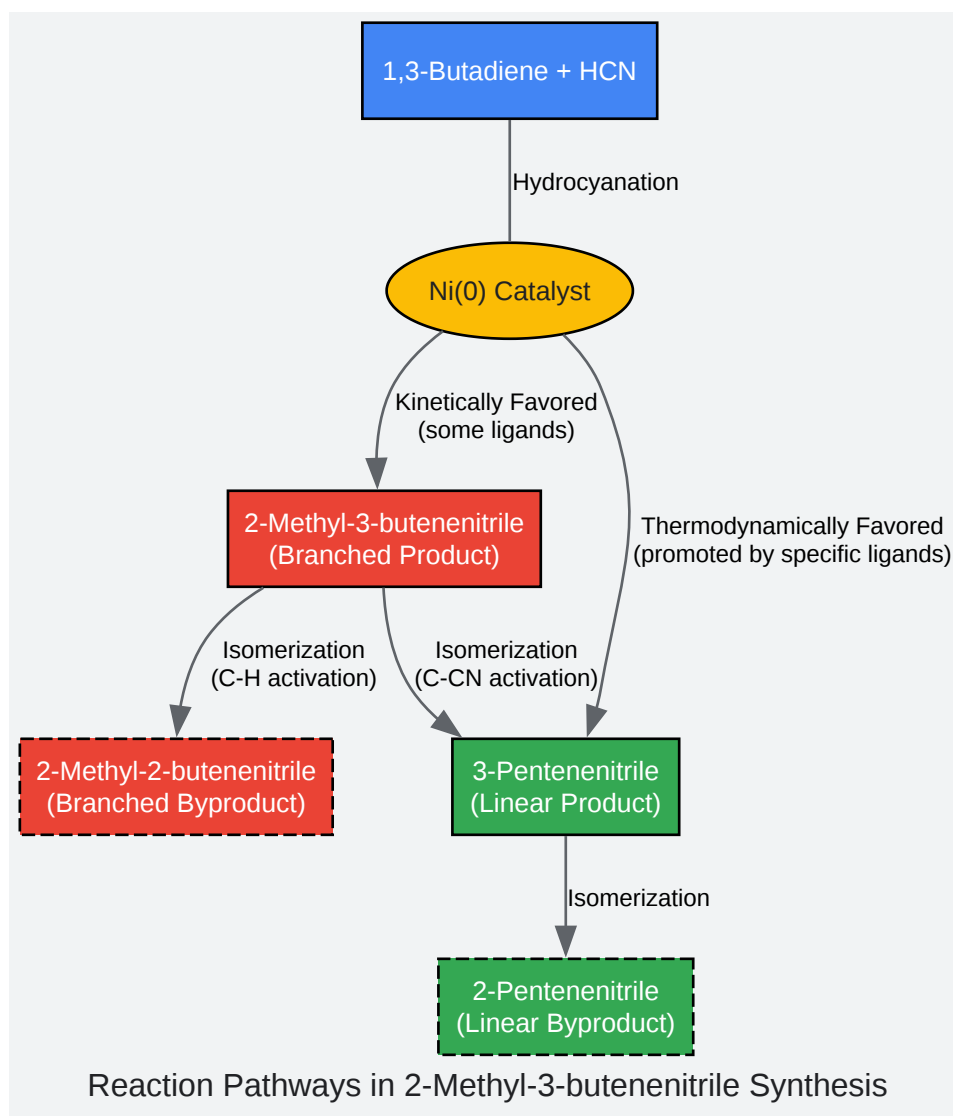 1,3-Butadiene + HCN
Hydrocyanation
Ni(0) Catalyst
Kinetically Favored
(some ligands)
2-Methyl-3-butenenitrile
(Branched Product)
Thermodynamically Favored
(promoted by specific ligands)
Isomerization
(C-H activation)
Isomerization
(C-CN activation)
2-Methyl-2-butenenitrile
(Branched Byproduct)
3-Pentenenitrile
(Linear Product)
Isomerization
2-Pentenenitrile
(Linear Byproduct)
Reaction Pathways in 2-Methyl-3-butenenitrile Synthesis